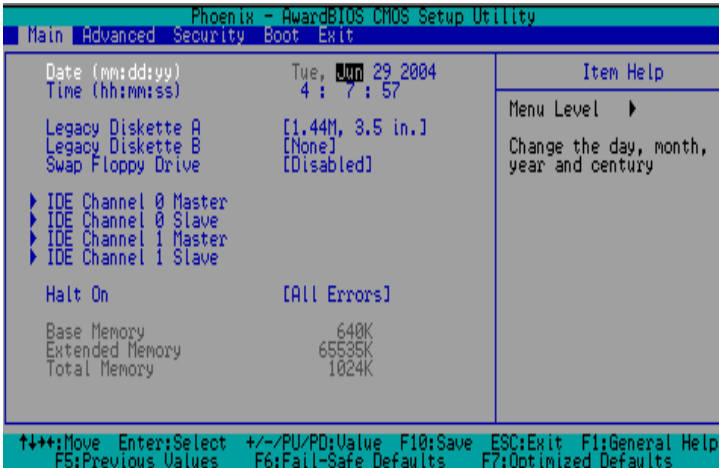 Phoenix - AwardBIOS CMOS Setup Utility
Main Advanced Security Boot Exit
Date (mm:dd:yy) Tue, Jun 29 2004
Time (hh:mm:ss) 4 : 7 : 57
Legacy Diskette A [1.44M, 3.5 in.]
Legacy Diskette B [None]
Swap Floppy Drive [Disabled]
IDE Channel 0 Master
IDE Channel 0 Slave
IDE Channel 1 Master
IDE Channel 1 Slave
Halt On [All Errors]
Base Memory 640K
Extended Memory 65535K
Total Memory 1024K
Item Help
Menu Level
Change the day, month,
year and century
↑↓→←:Move Enter:Select +/-/PU/PD:Value F10:Save ESC:Exit F1:General Help
F5:Previous Values F6:Fail-Safe Defaults F7:Optimized Defaults